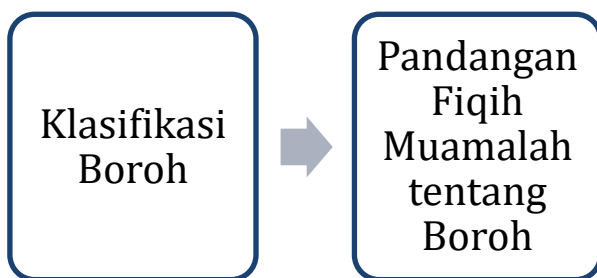 Klasifikasi
Boroh
Pandangan
Fiqih
Muamalah
tentang
Boroh